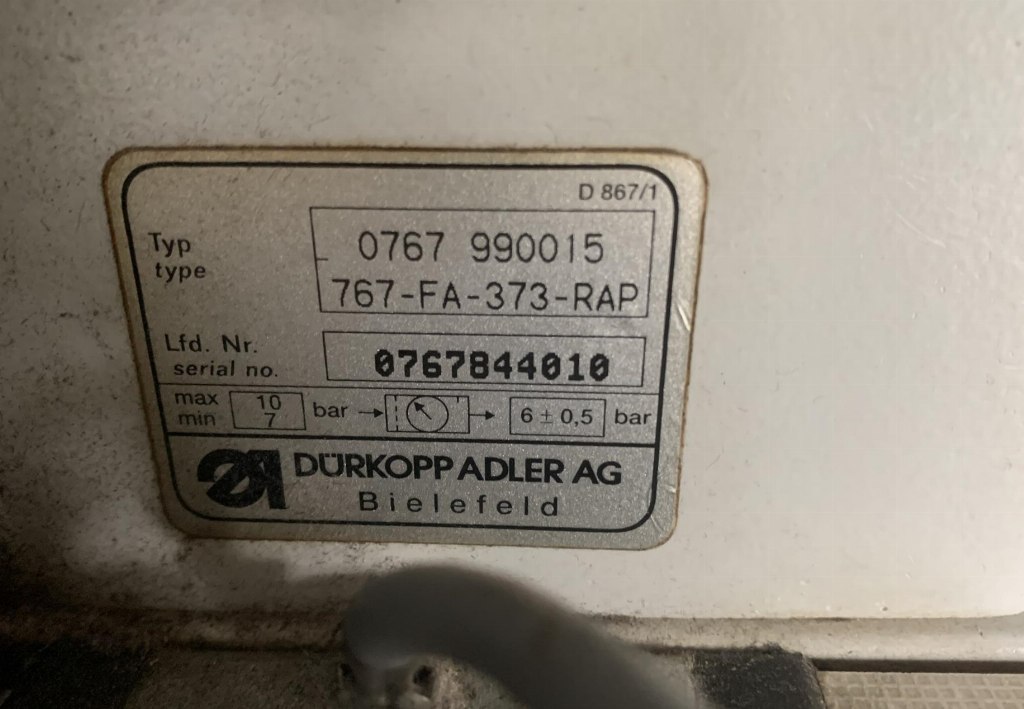 D 867/1
Typ
type
0767 990015
767-FA-373-RAP
Lfd. Nr.
serial no.
0767844010
max
min
10
7
bar
6 ± 0,5
bar
DÜRKOPP ADLER AG
Bielefeld